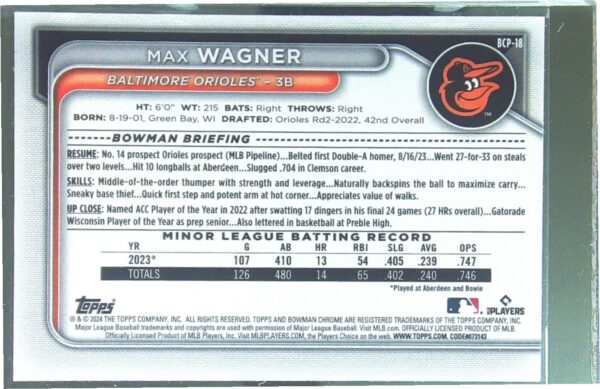 BCP-18
MAX WAGNER
BALTIMORE ORIOLES® – 3B
HT: 6'0" WT: 215 BATS: Right THROWS: Right
BORN: 8-19-01, Green Bay, WI DRAFTED: Orioles Rd2-2022, 42nd Overall
BOWMAN BRIEFING
RESUME: No. 14 prospect Orioles prospect (MLB Pipeline)...Belted first Double-A homer, 8/16/23...Went 27-for-33 on steals
over two levels...Hit 10 longballs at Aberdeen...Slugged .704 in Clemson career.
SKILLS: Middle-of-the-order thumper with strength and leverage...Naturally backspins the ball to maximize carry...
Sneaky base thief...Quick first step and potent arm at hot corner...Appreciates value of walks.
UP CLOSE: Named ACC Player of the Year in 2022 after swatting 17 dingers in his final 24 games (27 HRs overall)...Gatorade
Wisconsin Player of the Year as prep senior...Also lettered in basketball at Preble High.
MINOR LEAGUE BATTING RECORD
YR G AB HR RBI SLG AVG OPS
2023* 107 410 13 54 .405 .239 .747
TOTALS 126 480 14 65 .402 .240 .746
*Played at Aberdeen and Bowie
Topps
MLB PLAYERS
® & © 2024 THE TOPPS COMPANY, INC. ALL RIGHTS RESERVED. TOPPS AND BOWMAN CHROME ARE REGISTERED TRADEMARKS OF THE TOPPS COMPANY, INC.
Major League Baseball trademarks and copyrights are used with permission of Major League Baseball. Visit MLB.com. OFFICIALLY LICENSED PRODUCT OF MLB.
Officially Licensed Product of MLB Players, Inc. Visit MLBPLAYERS.COM, the Players Choice on the web. WWW.TOPPS.COM. CODE#073143